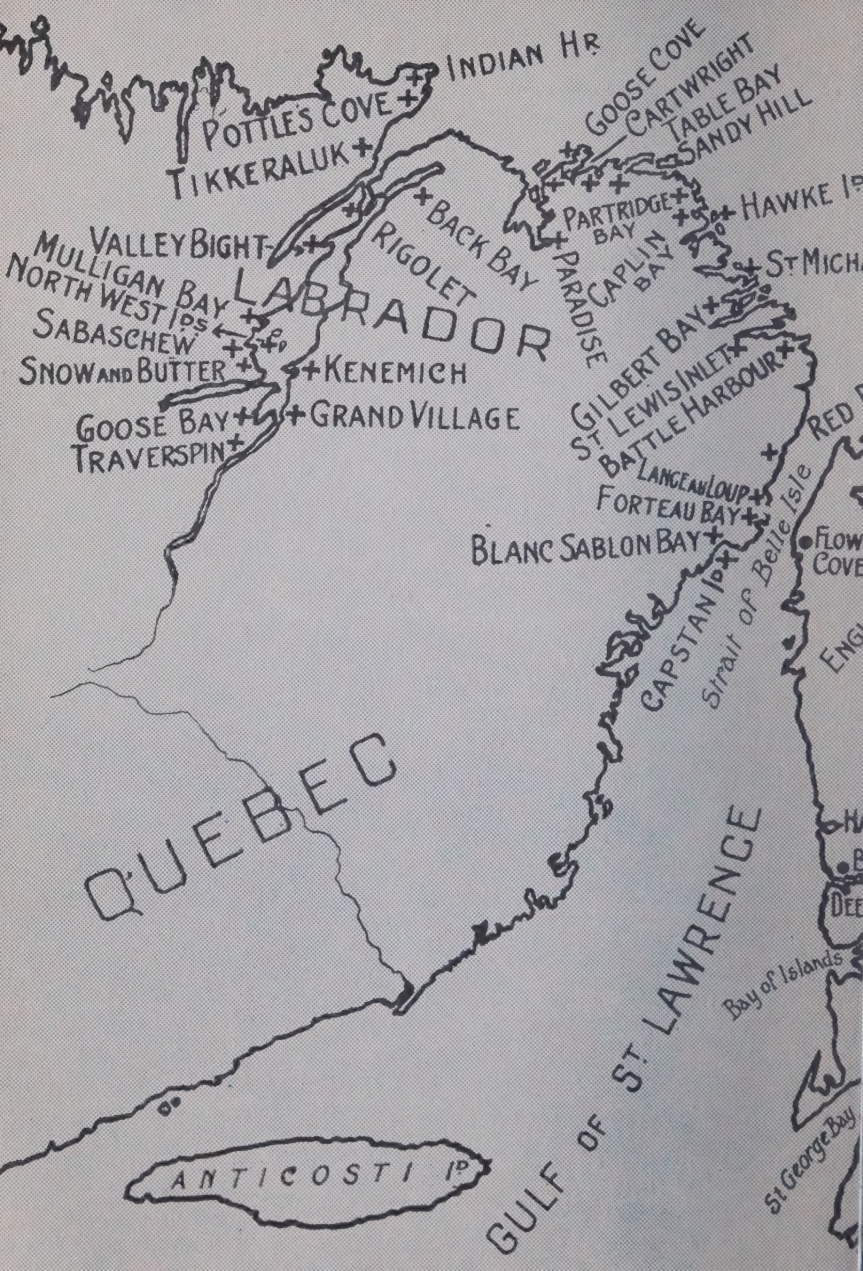 INDIAN HR
POTTLE'S COVE
TIKKERALUK
GOOSE COVE
CARTWRIGHT
TABLE BAY
SANDY HILL
PARTRIDGE
BAY
HAWKE ID
BACK BAY
RIGOLET
PARADISE
CAPLIN
BAY
ST MICH
VALLEY BIGHT
MULLIGAN BAY
NORTH WEST IDS
SABASCHEW
SNOW AND BUTTER
LABRADOR
KENEMICH
GOOSE BAY
GRAND VILLAGE
TRAVERSPIN
GILBERT BAY
ST. LEWIS INLET
BATTLE HARBOUR
RED
LANCEAU LOUP
FORTEAU BAY
BLANC SABLON BAY
CAPSTAN ID
Strait of Belle Isle
FLOW
COVE
ENGL
QUEBEC
HA
B
DEE
Bay of Islands
GULF OF ST. LAWRENCE
St George Bay
ANTICOSTI ID